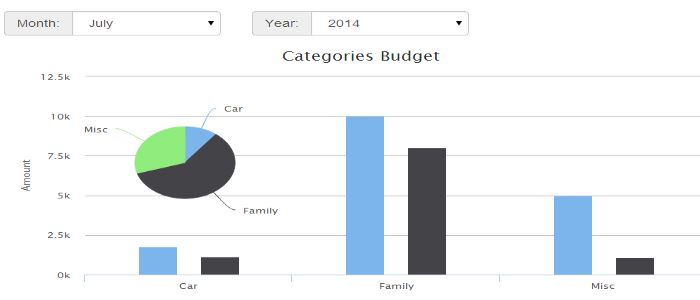 Month: July Year: 2014
Categories Budget
12.5k
10k
7.5k
5k
2.5k
0k
Amount
Car
Misc
Family
Car Family Misc